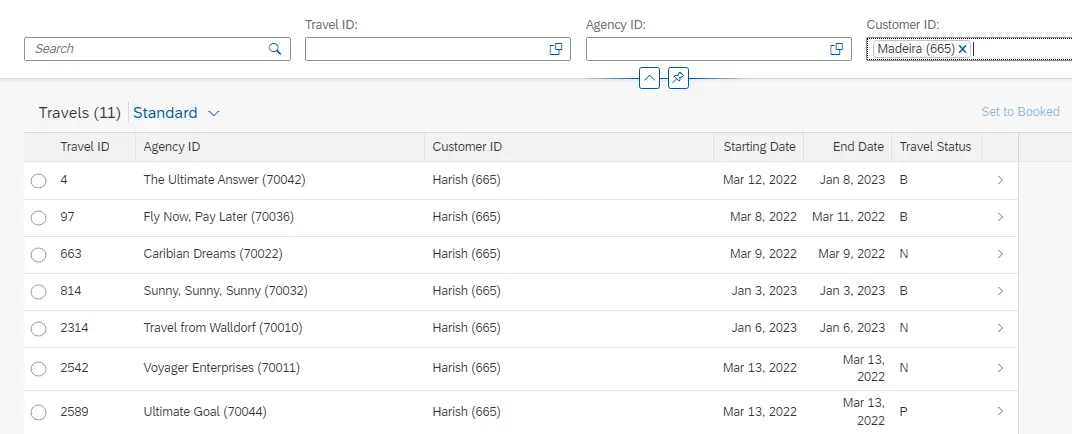 Travel ID: Agency ID: Customer ID:
Search Madeira (665)
Travels (11) Standard Set to Booked
Travel ID Agency ID Customer ID Starting Date End Date Travel Status
4 The Ultimate Answer (70042) Harish (665) Mar 12, 2022 Jan 8, 2023 B
97 Fly Now, Pay Later (70036) Harish (665) Mar 8, 2022 Mar 11, 2022 B
663 Caribian Dreams (70022) Harish (665) Mar 9, 2022 Mar 9, 2022 N
814 Sunny, Sunny, Sunny (70032) Harish (665) Jan 3, 2023 Jan 3, 2023 B
2314 Travel from Walldorf (70010) Harish (665) Jan 6, 2023 Jan 6, 2023 N
2542 Voyager Enterprises (70011) Harish (665) Mar 13, 2022 Mar 13, 2022 N
2589 Ultimate Goal (70044) Harish (665) Mar 13, 2022 Mar 13, 2022 P